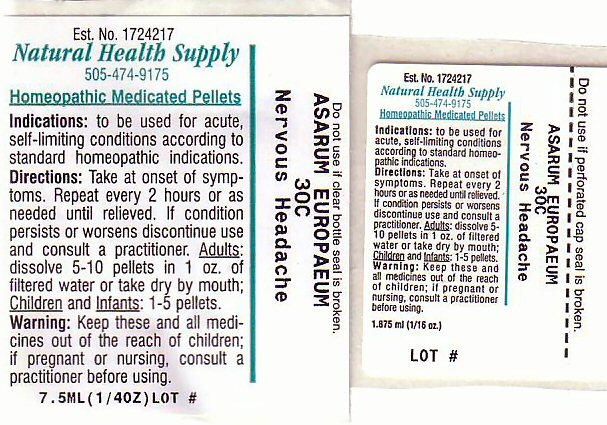 Est. No. 1724217
Natural Health Supply
505-474-9175
Homeopathic Medicated Pellets
Indications: to be used for acute,
self-limiting conditions according to
standard homeopathic indications.
Directions: Take at onset of symp-
toms. Repeat every 2 hours or as
needed until relieved. If condition
persists or worsens discontinue use
and consult a practitioner. Adults:
dissolve 5-10 pellets in 1 oz. of
filtered water or take dry by mouth;
Children and Infants: 1-5 pellets.
Warning: Keep these and all medi-
cines out of the reach of children;
if pregnant or nursing, consult a
practitioner before using.
7.5ML(1/4OZ)LOT #
Do not use if clear bottle seal is broken.
ASARUM EUROPAEUM
30C
Nervous Headache
Est. No. 1724217
Natural Health Supply
505-474-9175
Homeopathic Medicated Pellets
Indications: to be used for
acute, self-limiting conditions
according to standard homeo-
pathic indications.
Directions: Take at onset of
symptoms. Repeat every 2
hours or as needed until relieved.
If condition persists or worsens
discontinue use and consult a
practitioner. Adults: dissolve 5-
10 pellets in 1 oz. of filtered
water or take dry by mouth;
Children and Infants: 1-5 pellets.
Warning: Keep these and
all medicines out of the reach
of children; if pregnant or
nursing, consult a practitioner
before using.
1.875 ml (1/16 oz.)
LOT #
Do not use if perforated cap seal is broken.
ASARUM EUROPAEUM
30C
Nervous Headache